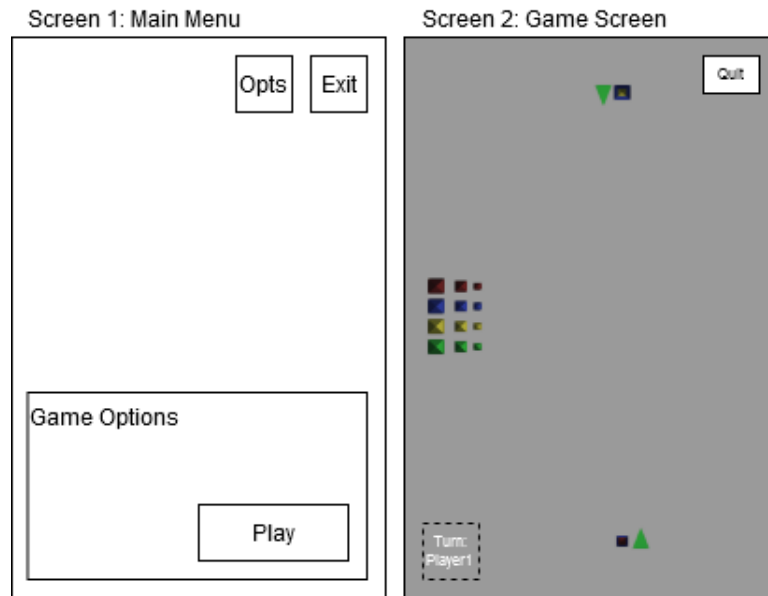 Screen 1: Main Menu
Opts
Exit
Game Options
Play
Screen 2: Game Screen
Quit
Turn:
Player1